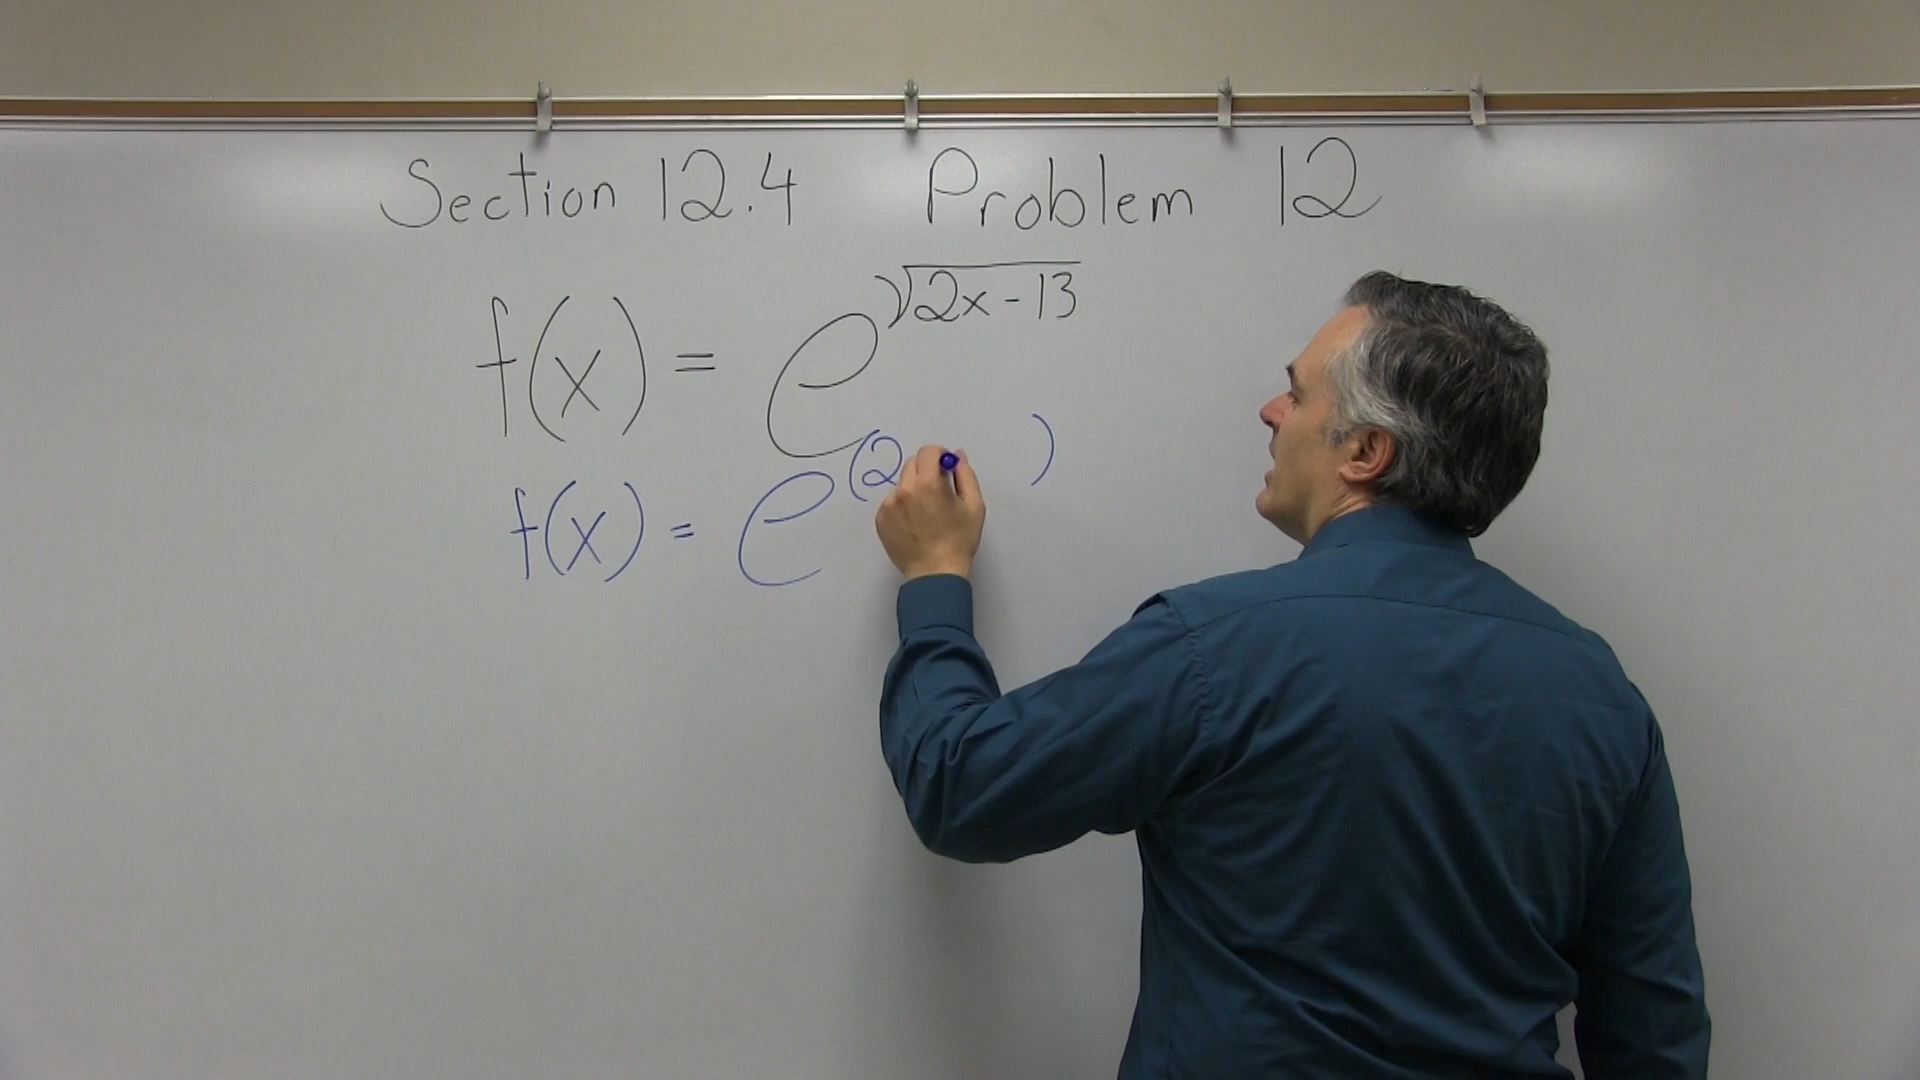 Section 12.4 Problem 12
f(x) = e^√(2x-13)
f(x) = e^(2 )